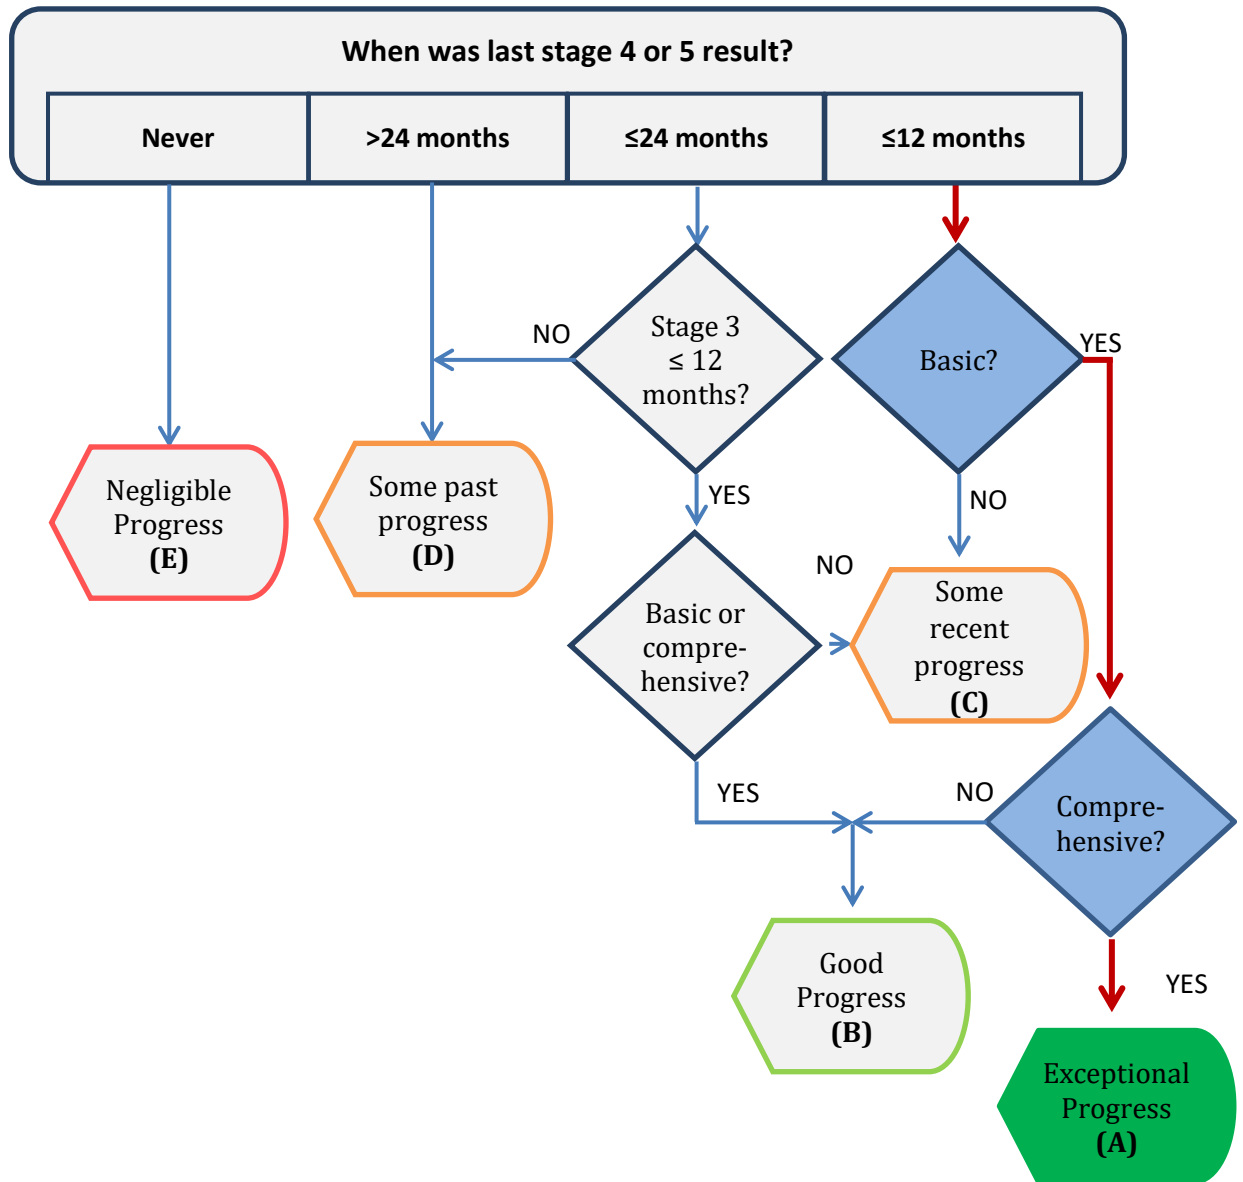 When was last stage 4 or 5 result?
Never
>24 months
≤24 months
≤12 months
NO
Stage 3
≤ 12
months?
Basic?
YES
Negligible
Progress
(E)
Some past
progress
(D)
YES
NO
Basic or
compre-
hensive?
NO
Some
recent
progress
(C)
YES
NO
Compre-
hensive?
Good
Progress
(B)
YES
Exceptional
Progress
(A)